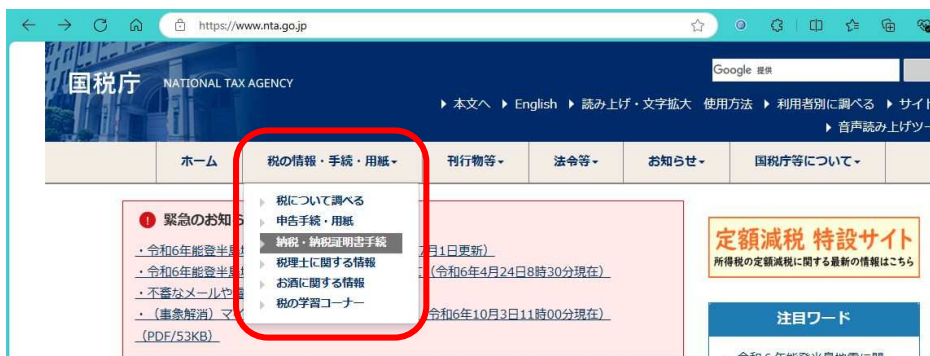 https://www.nta.go.jp
国税庁 NATIONAL TAX AGENCY
Google 提供
本文へ English 読み上げ・文字拡大 使用方法 利用者別に調べる サイト
音声読み上げツー
ホーム 税の情報・手続・用紙 刊行物等 法令等 お知らせ 国税庁等について
税について調べる
申告手続・用紙
納税・納税証明書手続
税理士に関する情報
お酒に関する情報
税の学習コーナー
緊急のお知ら
・令和6年能登半島 月1日更新）
・令和6年能登半島 （令和6年4月24日8時30分現在）
・不審なメールや
・（事象解消）マイ 令和6年10月3日11時00分現在）
（PDF/53KB）
定額減税 特設サイト
所得税の定額減税に関する最新の情報はこちら
注目ワード